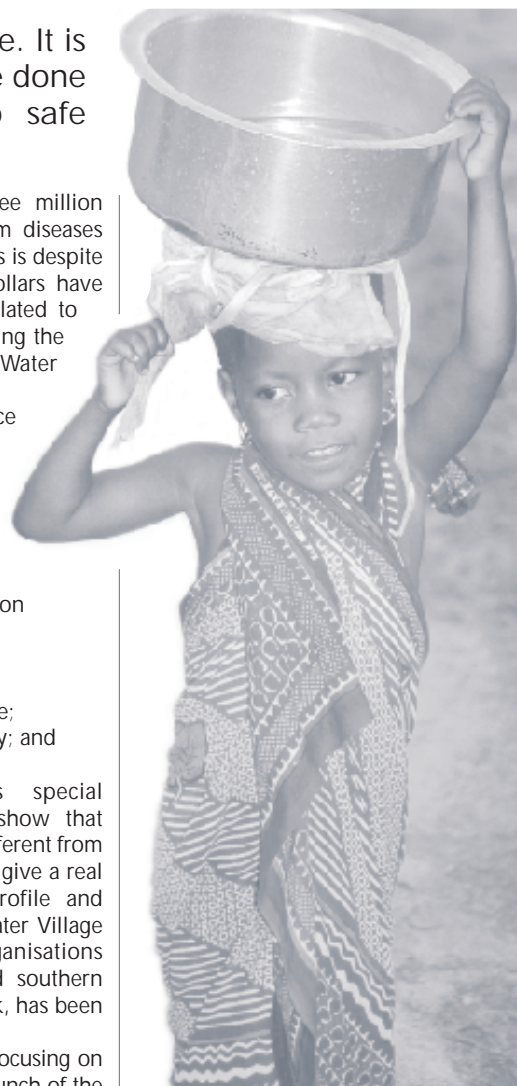 e. It is
e done
safe
ee million
m diseases
s is despite
ollars have
lated to
ng the
Water
ce
on
e;
y; and
s special
show that
ferent from
give a real
rofile and
ter Village
ganisations
d southern
k, has been
ocusing on
unch of the